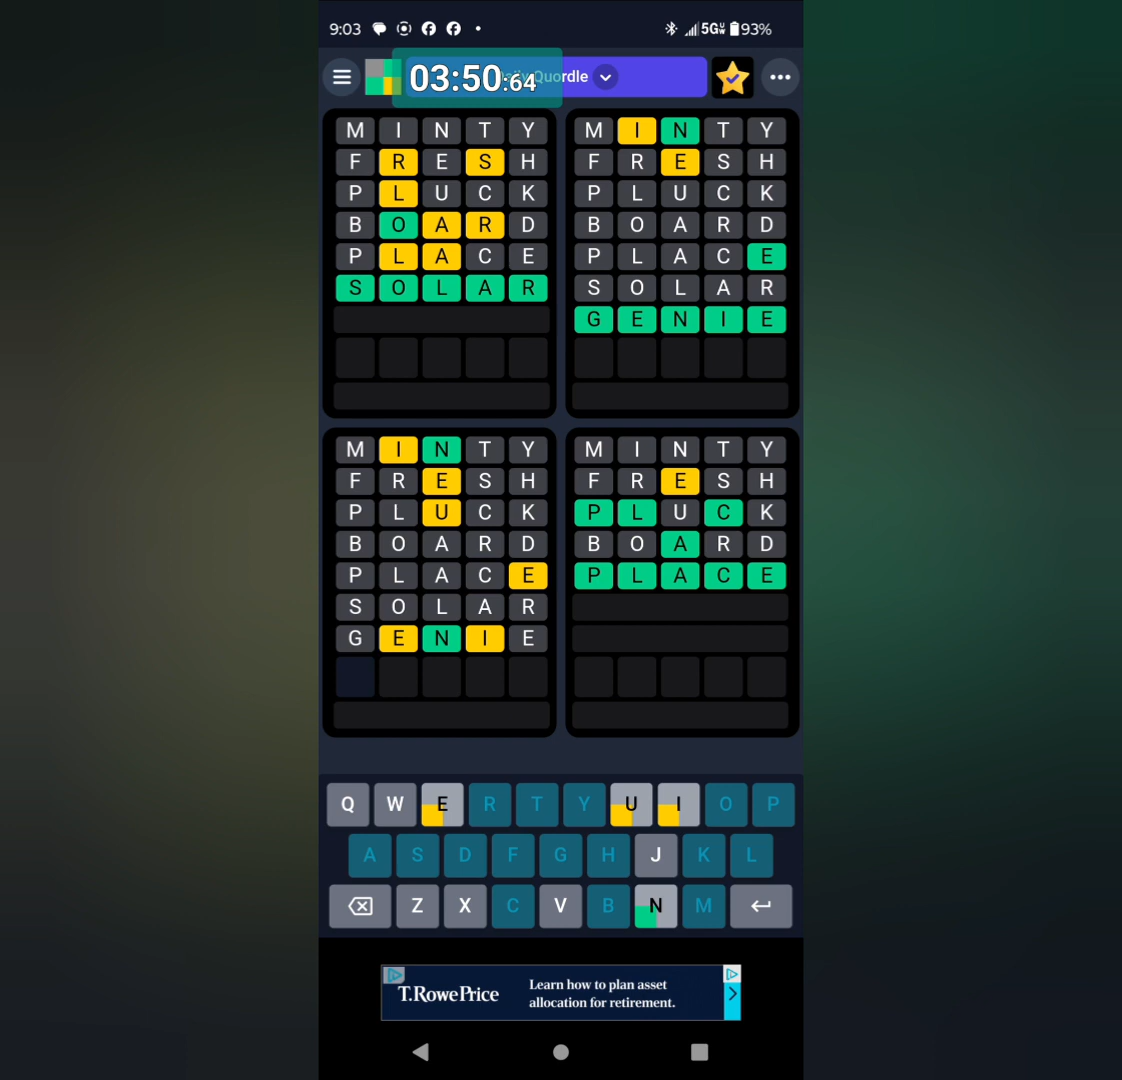 9:03 5G 93%
03:50:64 Quordle
M I N T Y M I N T Y
F R E S H F R E S H
P L U C K P L U C K
B O A R D B O A R D
P L A C E P L A C E
S O L A R S O L A R
G E N I E
M I N T Y M I N T Y
F R E S H F R E S H
P L U C K P L U C K
B O A R D B O A R D
P L A C E P L A C E
S O L A R
G E N I E
Q W E R T Y U I O P
A S D F G H J K L
Z X C V B N M
T.RowePrice
Learn how to plan asset
allocation for retirement.